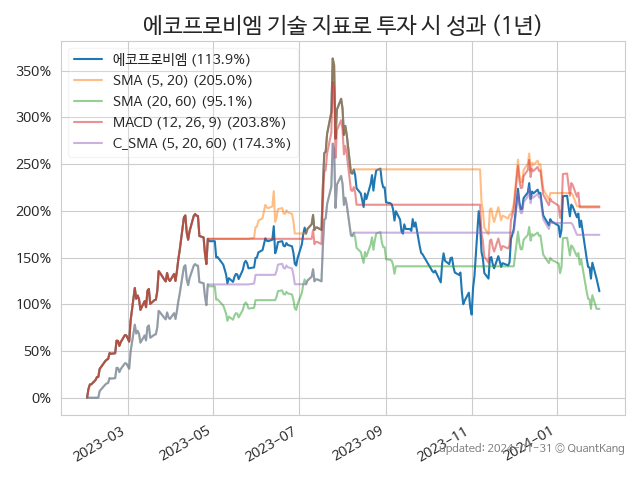 에코프로비엠 기술 지표로 투자 시 성과 (1년)
에코프로비엠 (113.9%)
SMA (5, 20) (205.0%)
SMA (20, 60) (95.1%)
MACD (12, 26, 9) (203.8%)
C_SMA (5, 20, 60) (174.3%)
350%
300%
250%
200%
150%
100%
50%
0%
2023-03
2023-05
2023-07
2023-09
2023-11
2024-01
updated: 2024-01-31 © QuantKang